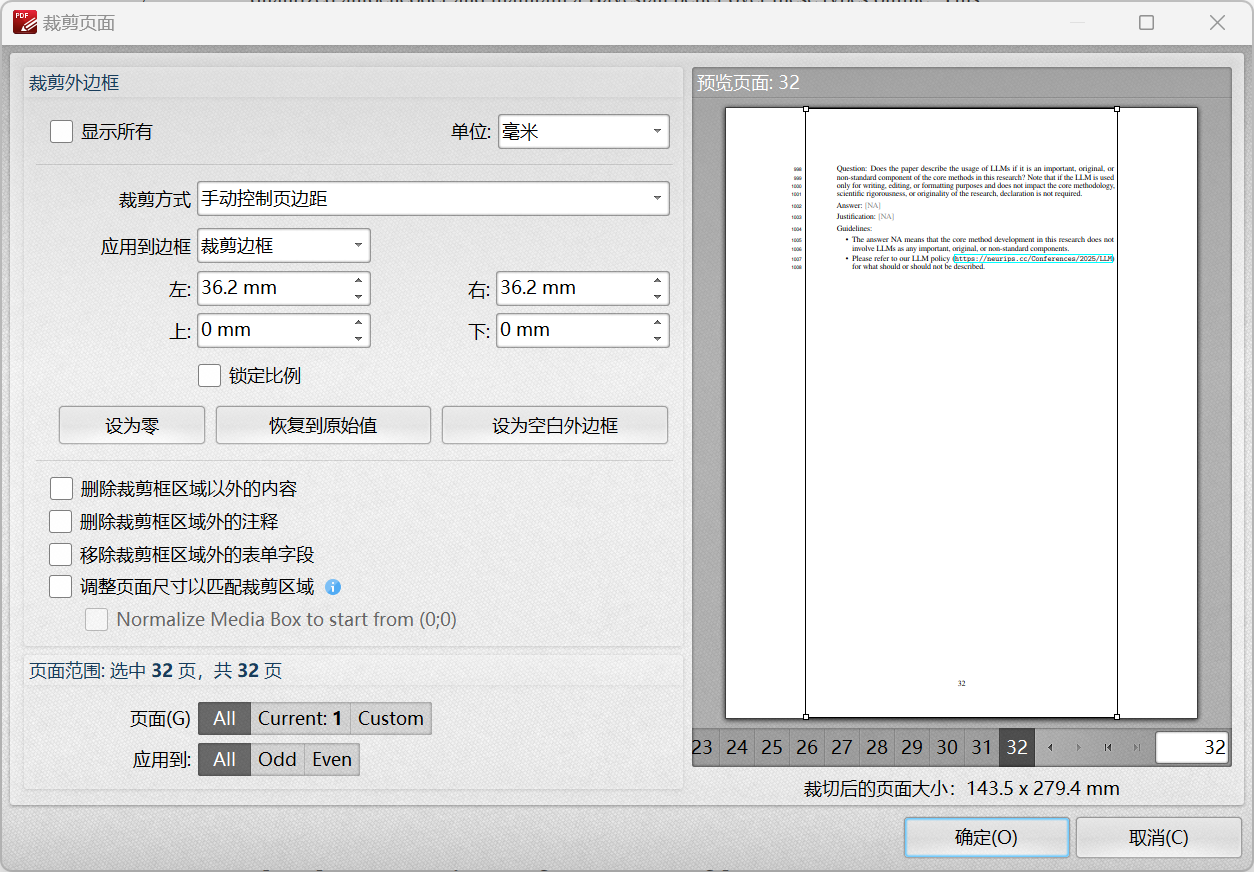 裁剪页面
裁剪外边框
显示所有
单位: 毫米
裁剪方式 手动控制页边距
应用到边框 裁剪边框
左: 36.2 mm 右: 36.2 mm
上: 0 mm 下: 0 mm
锁定比例
设为零 恢复到原始值 设为空白外边框
删除裁剪框区域以外的内容
删除裁剪框区域外的注释
移除裁剪框区域外的表单字段
调整页面尺寸以匹配裁剪区域
Normalize Media Box to start from (0;0)
页面范围: 选中 32 页，共 32 页
页面(G) All Current: 1 Custom
应用到: All Odd Even
预览页面: 32
998 Question: Does the paper describe the usage of LLMs if it is an important, original, or
999 non-standard component of the core methods in this research? Note that if the LLM is used
1000 only for writing, editing, or formatting purposes and does not impact the core methodology,
1001 scientific rigorousness, or originality of the research, declaration is not required.
1002 Answer: [NA]
1003 Justification: [NA]
1004 Guidelines:
1005 • The answer NA means that the core method development in this research does not
1006 involve LLMs as any important, original, or non-standard components.
1007 • Please refer to our LLM policy (https://neurips.cc/Conferences/2025/LLM)
1008 for what should or should not be described.
32
23 24 25 26 27 28 29 30 31 32 32
裁切后的页面大小：143.5 x 279.4 mm
确定(O) 取消(C)